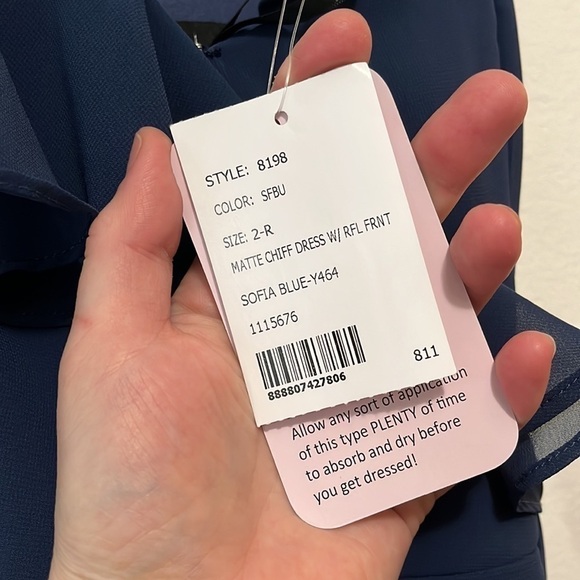 STYLE: 8198
COLOR: SFBU
SIZE: 2-R
MATTE CHIFF DRESS W/ RFL FRNT
SOFIA BLUE-Y464
1115676
888807427806
811
Allow any sort of application
of this type PLENTY of time
to absorb and dry before
you get dressed!